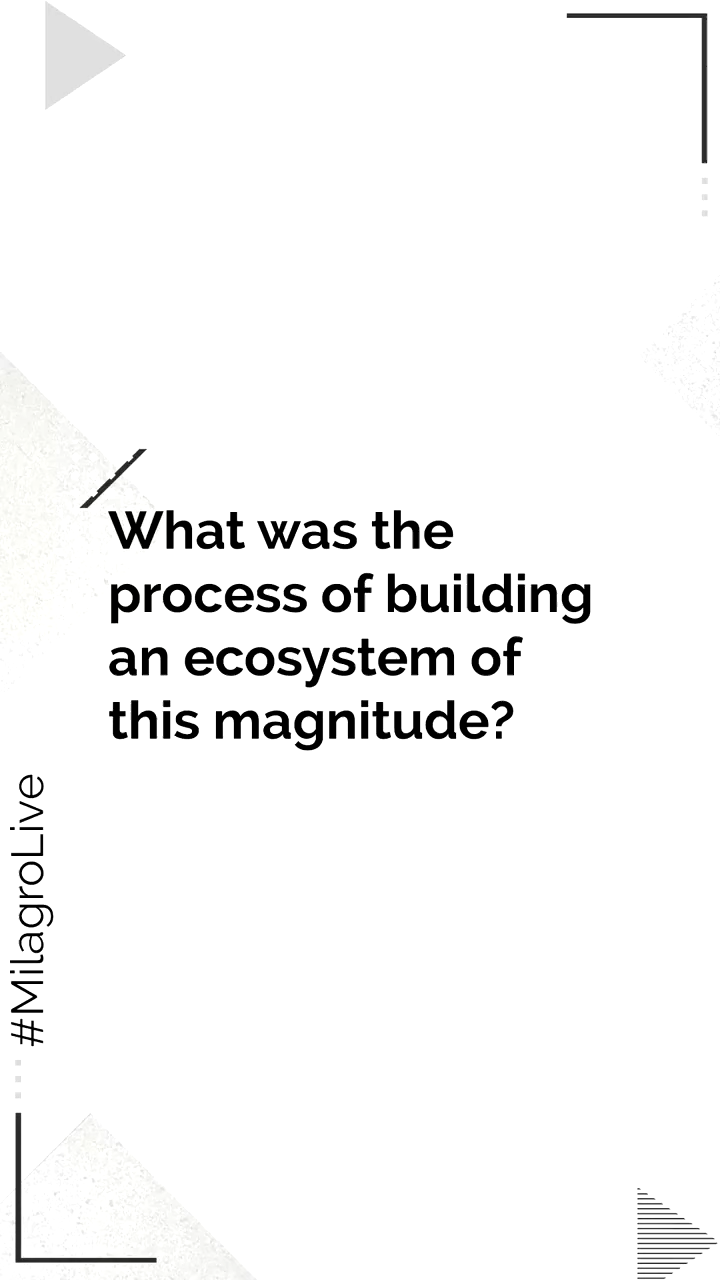 What was the
process of building
an ecosystem of
this magnitude?
#MilagroLive